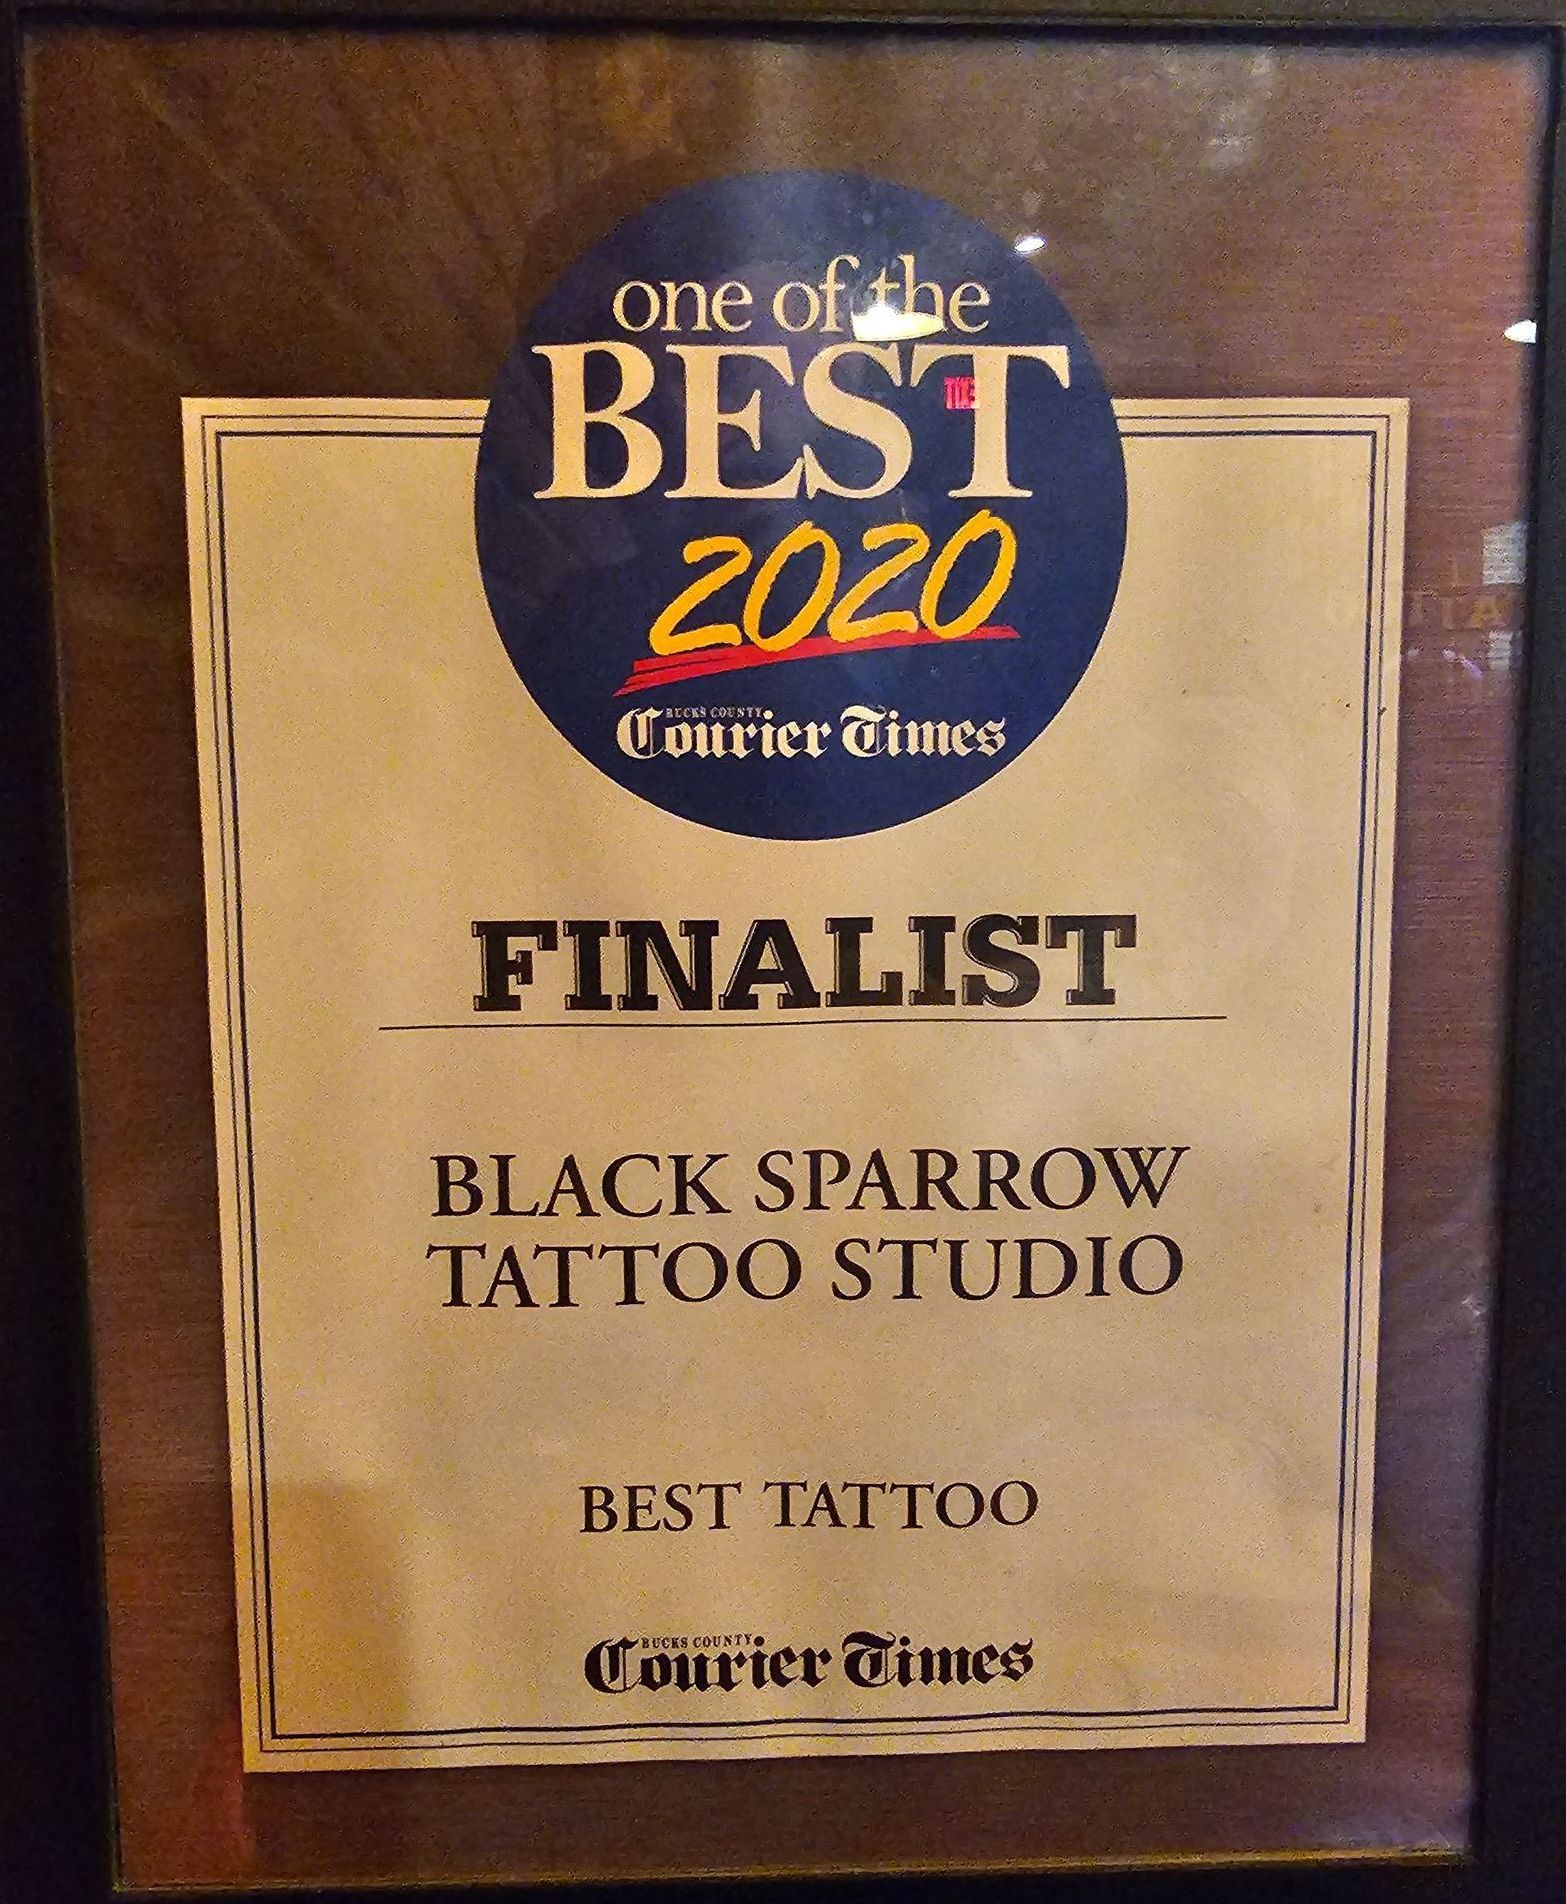 one of the
BEST
2020
BUCKS COUNTY
Courier Times
FINALIST
BLACK SPARROW
TATTOO STUDIO
BEST TATTOO
BUCKS COUNTY
Courier Times